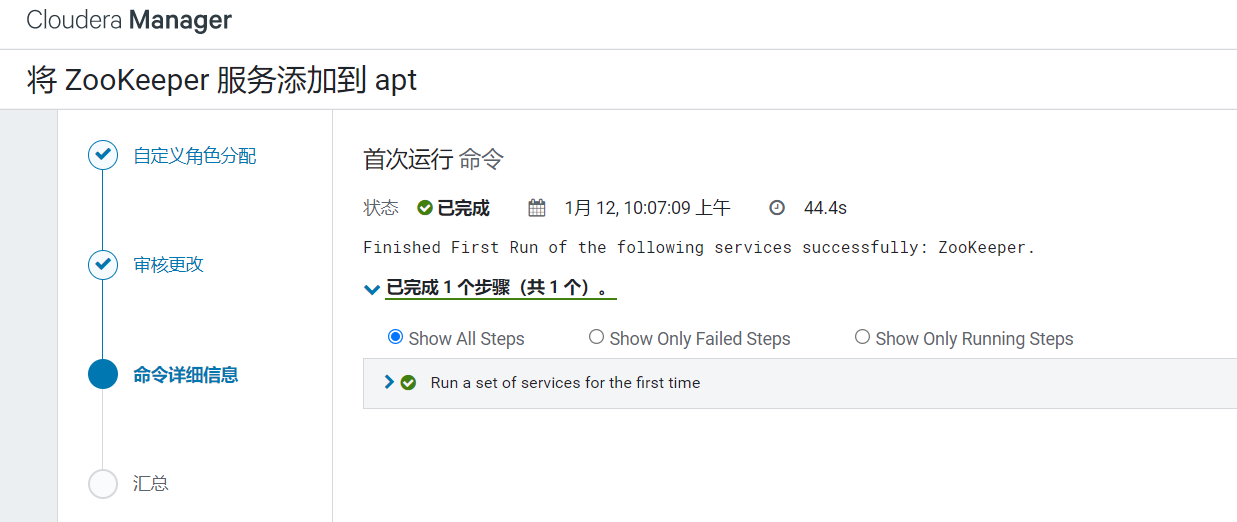 Cloudera Manager
将 ZooKeeper 服务添加到 apt
自定义角色分配
审核更改
命令详细信息
汇总
首次运行 命令
状态 已完成 1月 12, 10:07:09 上午 44.4s
Finished First Run of the following services successfully: ZooKeeper.
已完成 1 个步骤（共 1 个）。
Show All Steps Show Only Failed Steps Show Only Running Steps
Run a set of services for the first time